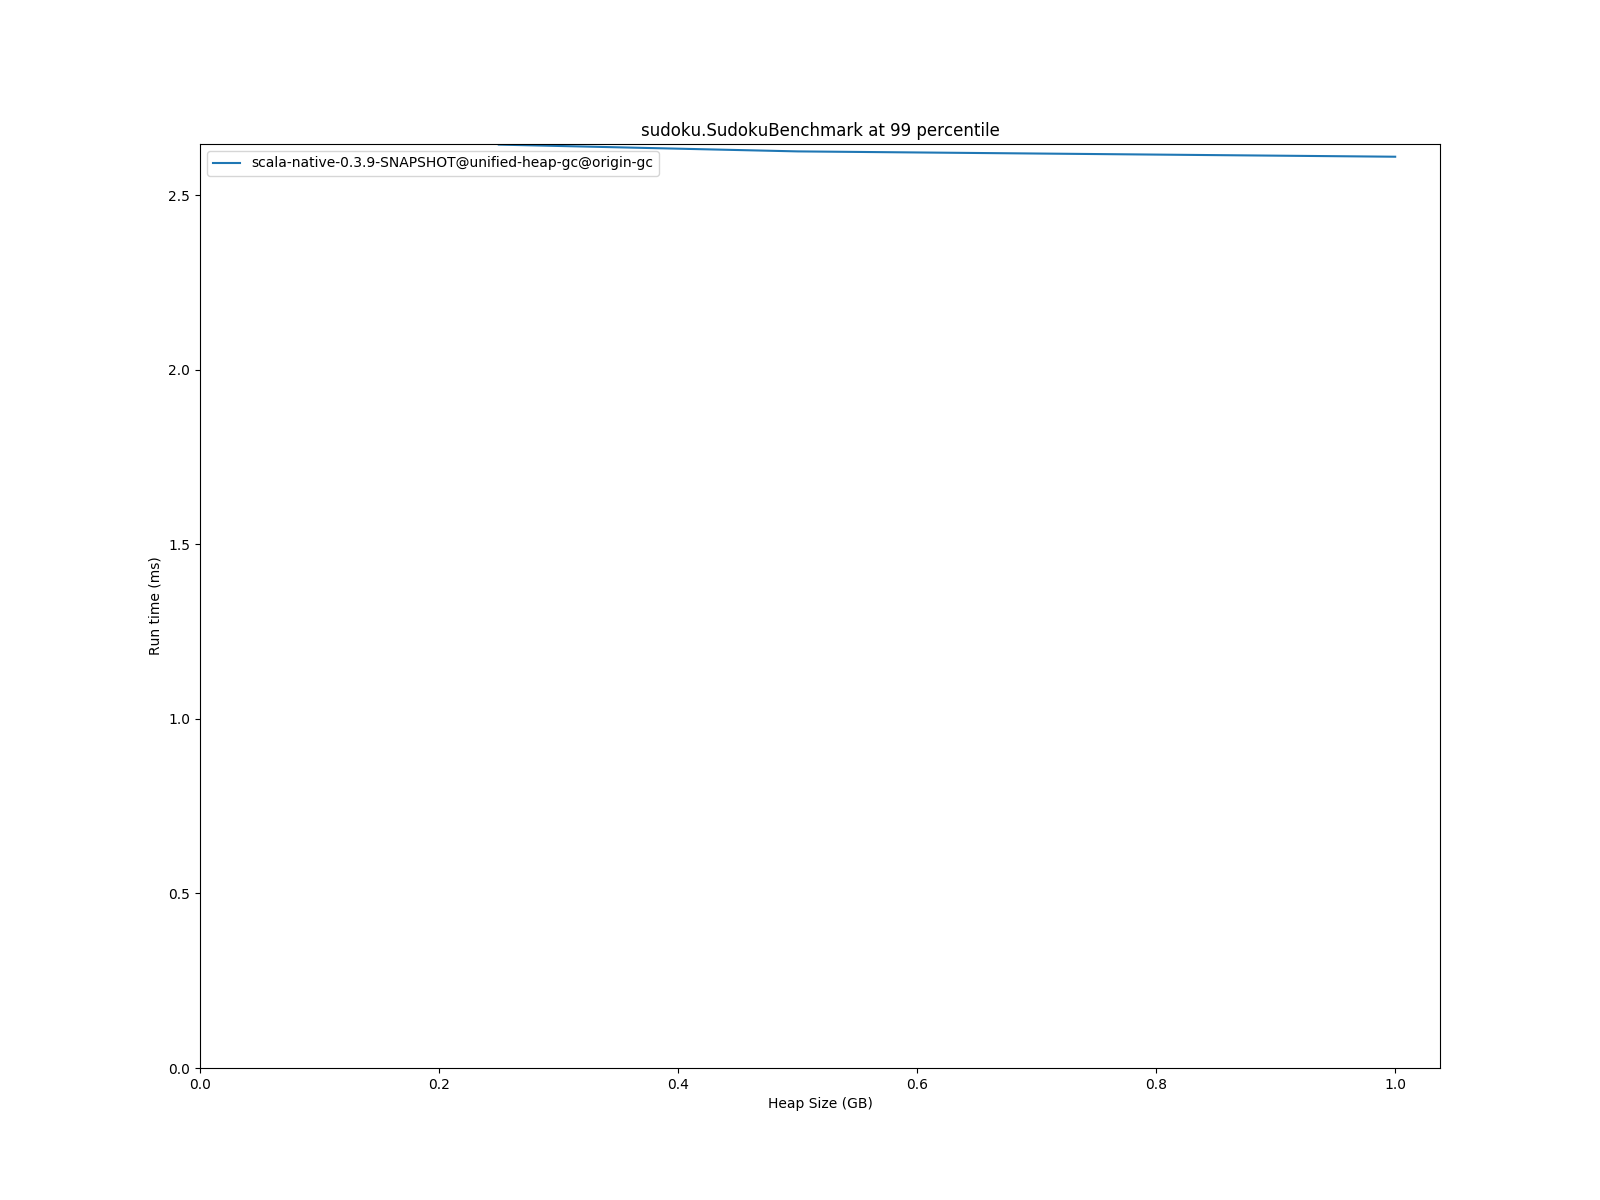 sudoku.SudokuBenchmark at 99 percentile
scala-native-0.3.9-SNAPSHOT@unified-heap-gc@origin-gc
2.5
2.0
1.5
1.0
0.5
0.0
Run time (ms)
0.0 0.2 0.4 0.6 0.8 1.0
Heap Size (GB)